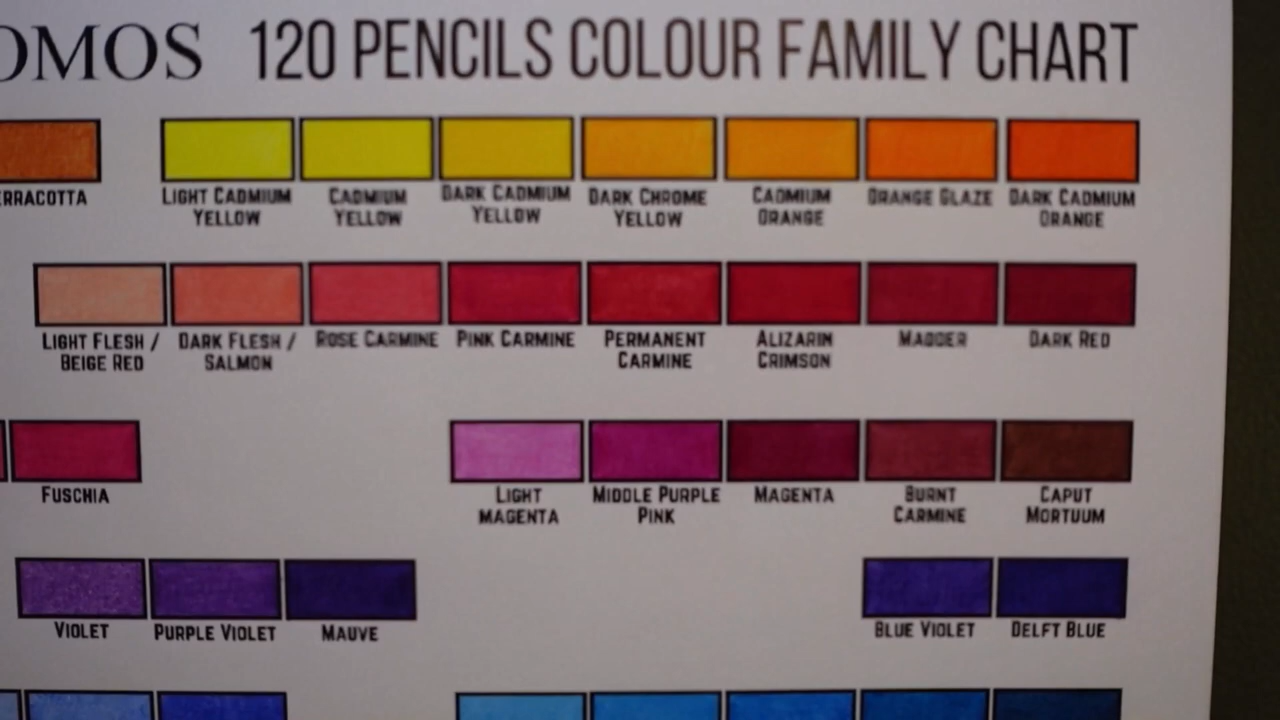 OMOS 120 PENCILS COLOUR FAMILY CHART
ERRACOTTA LIGHT CADMIUM CADMIUM DARK CADMIUM DARK CHROME CADMIUM ORANGE GLAZE DARK CADMIUM
YELLOW YELLOW YELLOW YELLOW ORANGE ORANGE
LIGHT FLESH / DARK FLESH / ROSE CARMINE PINK CARMINE PERMANENT ALIZARIN MADDER DARK RED
BEIGE RED SALMON CARMINE CRIMSON
FUSCHIA LIGHT MIDDLE PURPLE MAGENTA BURNT CAPUT
MAGENTA PINK CARMINE MORTUUM
VIOLET PURPLE VIOLET MAUVE BLUE VIOLET DELFT BLUE